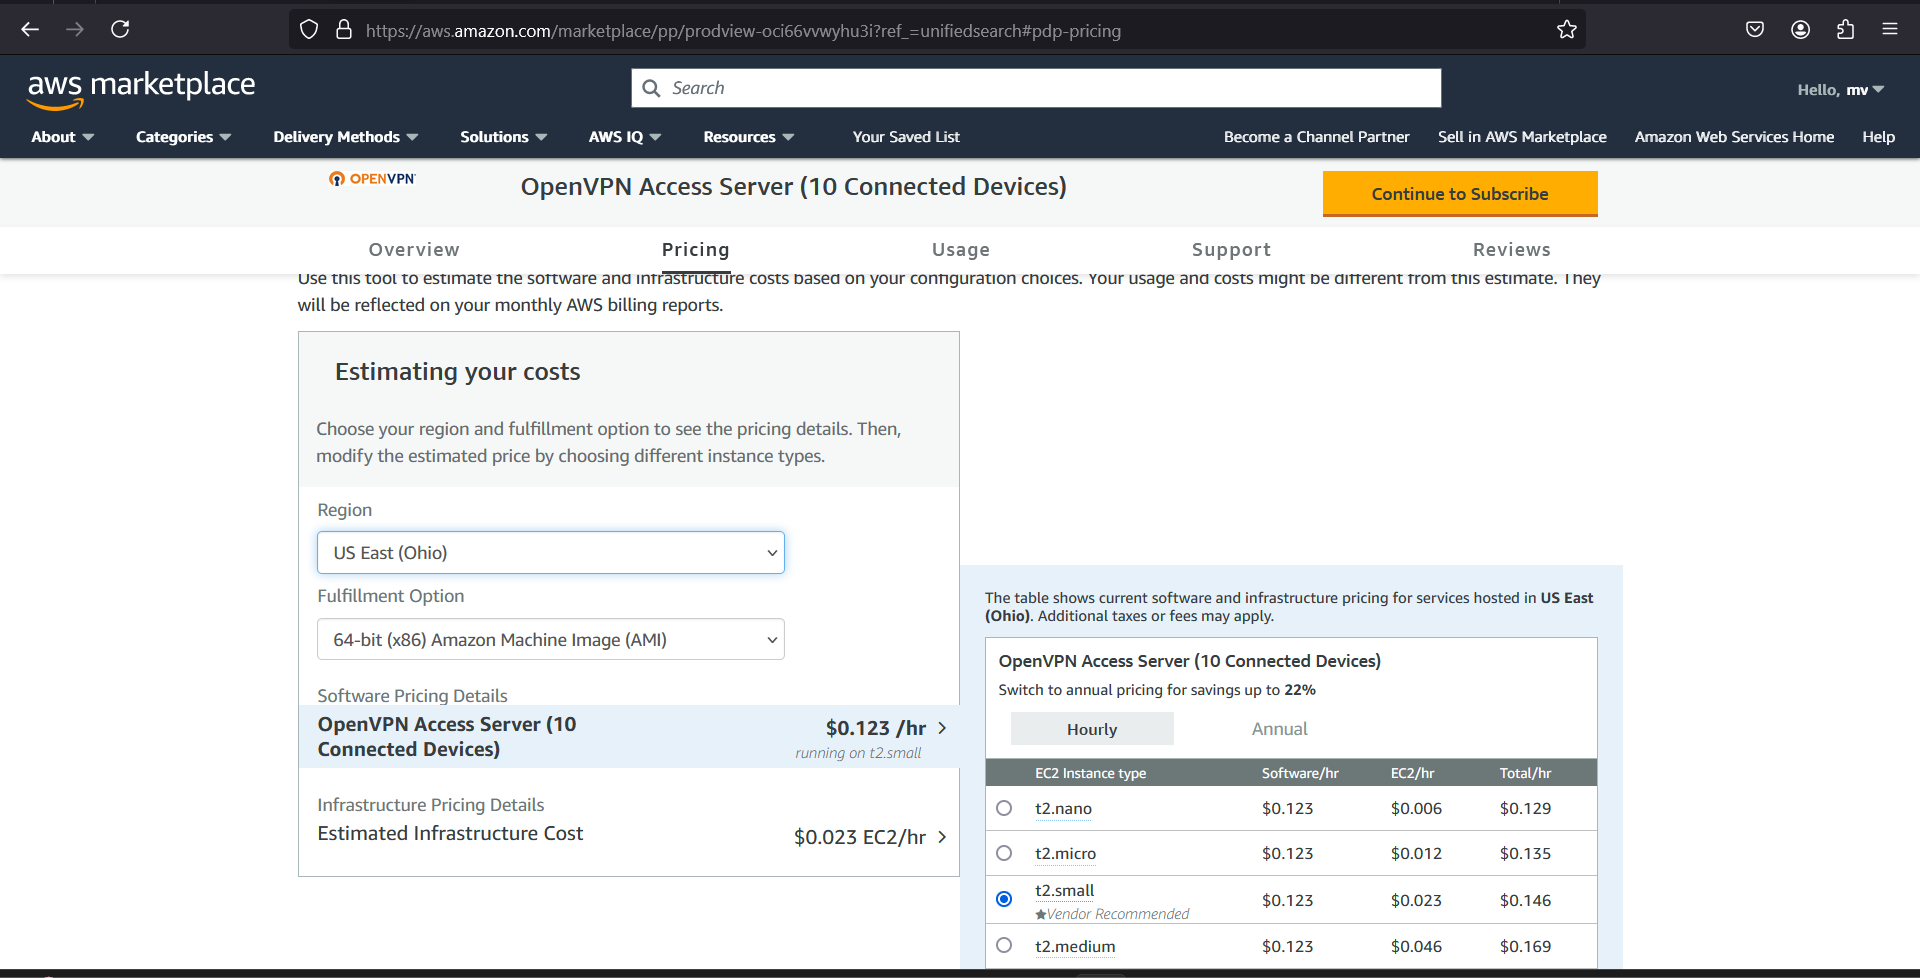 https://aws.amazon.com/marketplace/pp/prodview-oci66vvwyhu3i?ref_=unifiedsearch#pdp-pricing
aws marketplace
Search
Hello, mv
About Categories Delivery Methods Solutions AWS IQ Resources Your Saved List Become a Channel Partner Sell in AWS Marketplace Amazon Web Services Home Help
OPENVPN
OpenVPN Access Server (10 Connected Devices)
Continue to Subscribe
Overview Pricing Usage Support Reviews
Use this tool to estimate the software and infrastructure costs based on your configuration choices. Your usage and costs might be different from this estimate. They
will be reflected on your monthly AWS billing reports.
Estimating your costs
Choose your region and fulfillment option to see the pricing details. Then,
modify the estimated price by choosing different instance types.
Region
US East (Ohio)
Fulfillment Option
64-bit (x86) Amazon Machine Image (AMI)
Software Pricing Details
OpenVPN Access Server (10
Connected Devices)
$0.123 /hr
running on t2.small
Infrastructure Pricing Details
Estimated Infrastructure Cost
$0.023 EC2/hr
The table shows current software and infrastructure pricing for services hosted in US East
(Ohio). Additional taxes or fees may apply.
OpenVPN Access Server (10 Connected Devices)
Switch to annual pricing for savings up to 22%
Hourly Annual
EC2 Instance type Software/hr EC2/hr Total/hr
t2.nano $0.123 $0.006 $0.129
t2.micro $0.123 $0.012 $0.135
t2.small $0.123 $0.023 $0.146
★Vendor Recommended
t2.medium $0.123 $0.046 $0.169